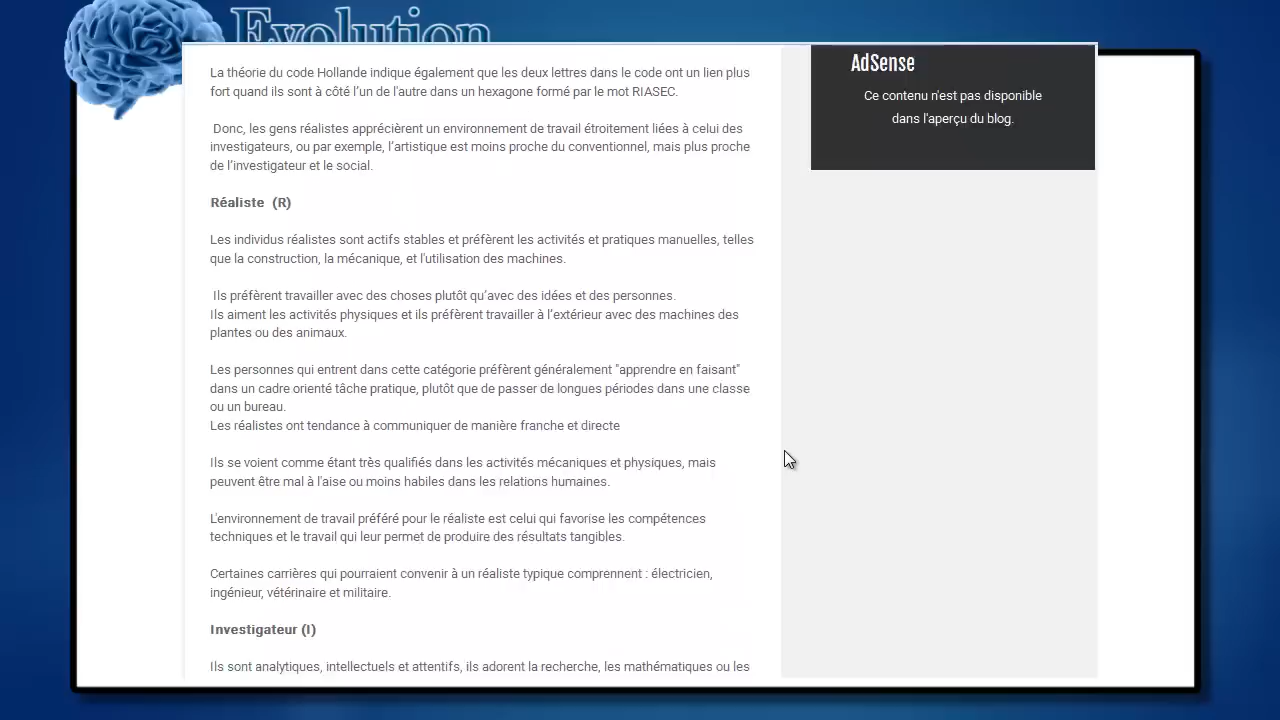 Evolution
La théorie du code Hollande indique également que les deux lettres dans le code ont un lien plus
fort quand ils sont à côté l’un de l'autre dans un hexagone formé par le mot RIASEC.
Donc, les gens réalistes apprécièrent un environnement de travail étroitement liées à celui des
investigateurs, ou par exemple, l’artistique est moins proche du conventionnel, mais plus proche
de l’investigateur et le social.
Réaliste (R)
Les individus réalistes sont actifs stables et préfèrent les activités et pratiques manuelles, telles
que la construction, la mécanique, et l'utilisation des machines.
Ils préfèrent travailler avec des choses plutôt qu’avec des idées et des personnes.
Ils aiment les activités physiques et ils préfèrent travailler à l’extérieur avec des machines des
plantes ou des animaux.
Les personnes qui entrent dans cette catégorie préfèrent généralement "apprendre en faisant"
dans un cadre orienté tâche pratique, plutôt que de passer de longues périodes dans une classe
ou un bureau.
Les réalistes ont tendance à communiquer de manière franche et directe
Ils se voient comme étant très qualifiés dans les activités mécaniques et physiques, mais
peuvent être mal à l'aise ou moins habiles dans les relations humaines.
L'environnement de travail préféré pour le réaliste est celui qui favorise les compétences
techniques et le travail qui leur permet de produire des résultats tangibles.
Certaines carrières qui pourraient convenir à un réaliste typique comprennent : électricien,
ingénieur, vétérinaire et militaire.
Investigateur (I)
Ils sont analytiques, intellectuels et attentifs, ils adorent la recherche, les mathématiques ou les
AdSense
Ce contenu n'est pas disponible
dans l'aperçu du blog.